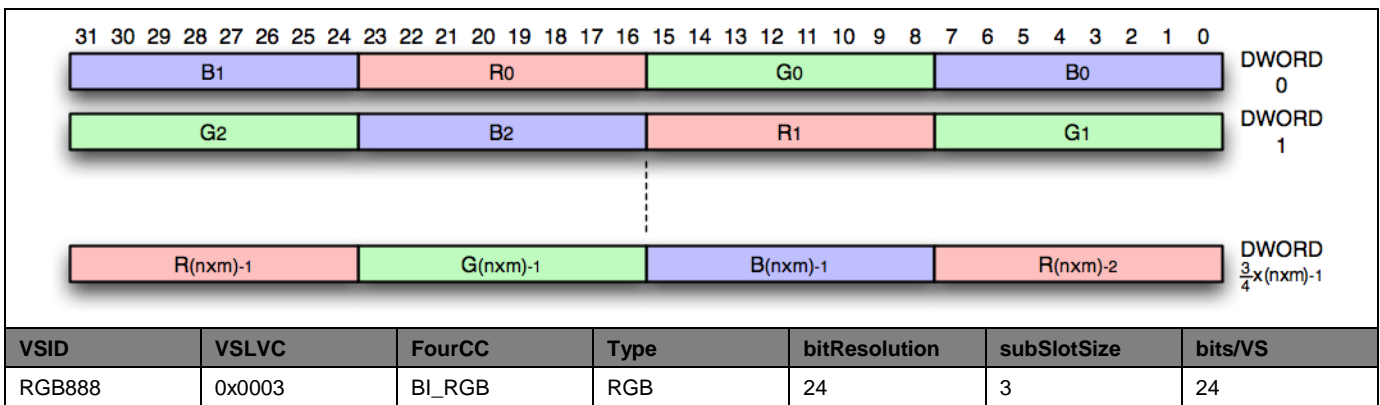 31 30 29 28 27 26 25 24 23 22 21 20 19 18 17 16 15 14 13 12 11 10 9 8 7 6 5 4 3 2 1 0
B1 R0 G0 B0 DWORD 0
G2 B2 R1 G1 DWORD 1
R(nxm)-1 G(nxm)-1 B(nxm)-1 R(nxm)-2 DWORD 3/4x(nxm)-1
VSID VSLVC FourCC Type bitResolution subSlotSize bits/VS
RGB888 0x0003 BI_RGB RGB 24 3 24